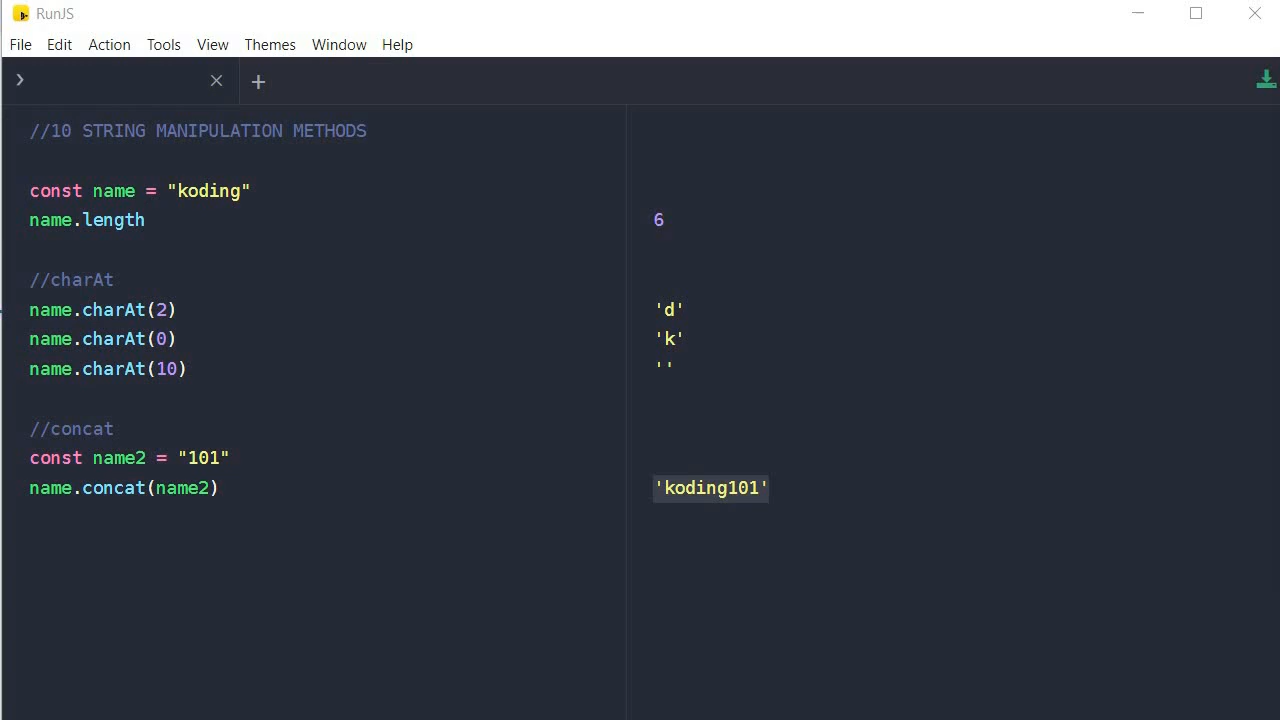 RunJS
File Edit Action Tools View Themes Window Help
//10 STRING MANIPULATION METHODS
const name = "koding"
name.length 6
//charAt
name.charAt(2) 'd'
name.charAt(0) 'k'
name.charAt(10) ''
//concat
const name2 = "101"
name.concat(name2) 'koding101'